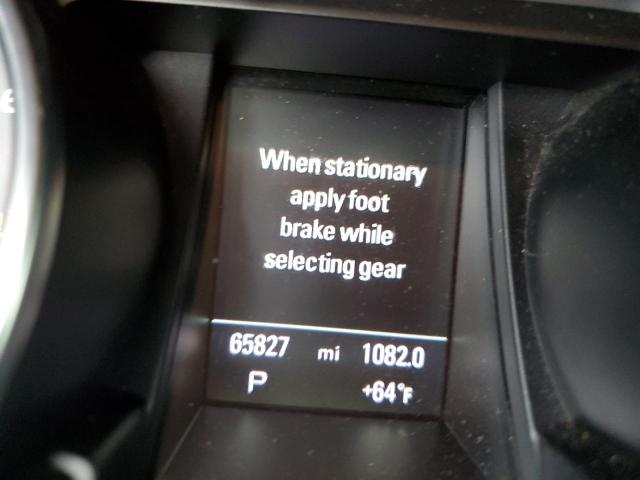 When stationary
apply foot
brake while
selecting gear
65827 mi 1082.0
P +64°F